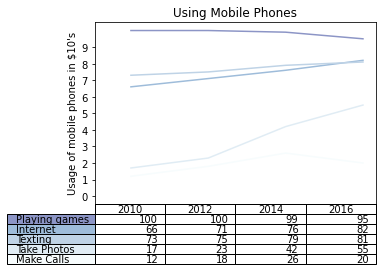 Using Mobile Phones
Usage of mobile phones in $10's
9
8
7
6
5
4
3
2
1
0
2010 2012 2014 2016
Playing games 100 100 99 95
Internet 66 71 76 82
Texting 73 75 79 81
Take Photos 17 23 42 55
Make Calls 12 18 26 20